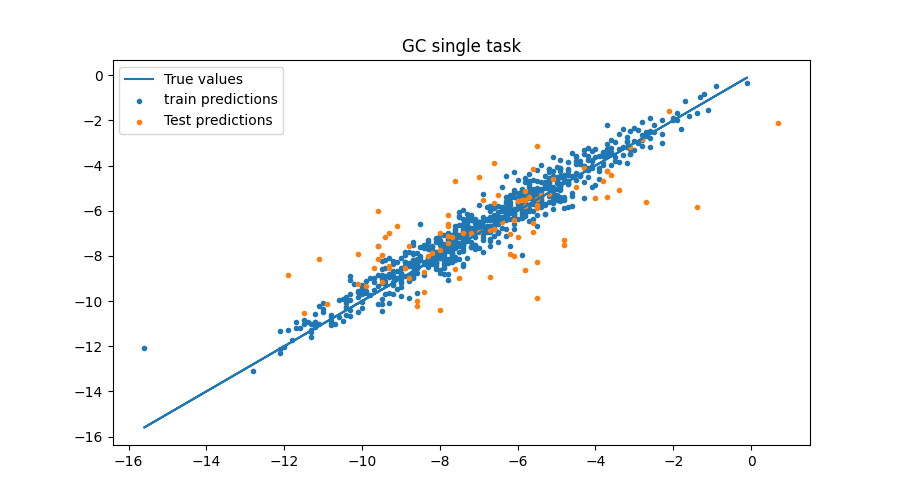 GC single task
True values
train predictions
Test predictions
0
−2
−4
−6
−8
−10
−12
−14
−16
−16 −14 −12 −10 −8 −6 −4 −2 0